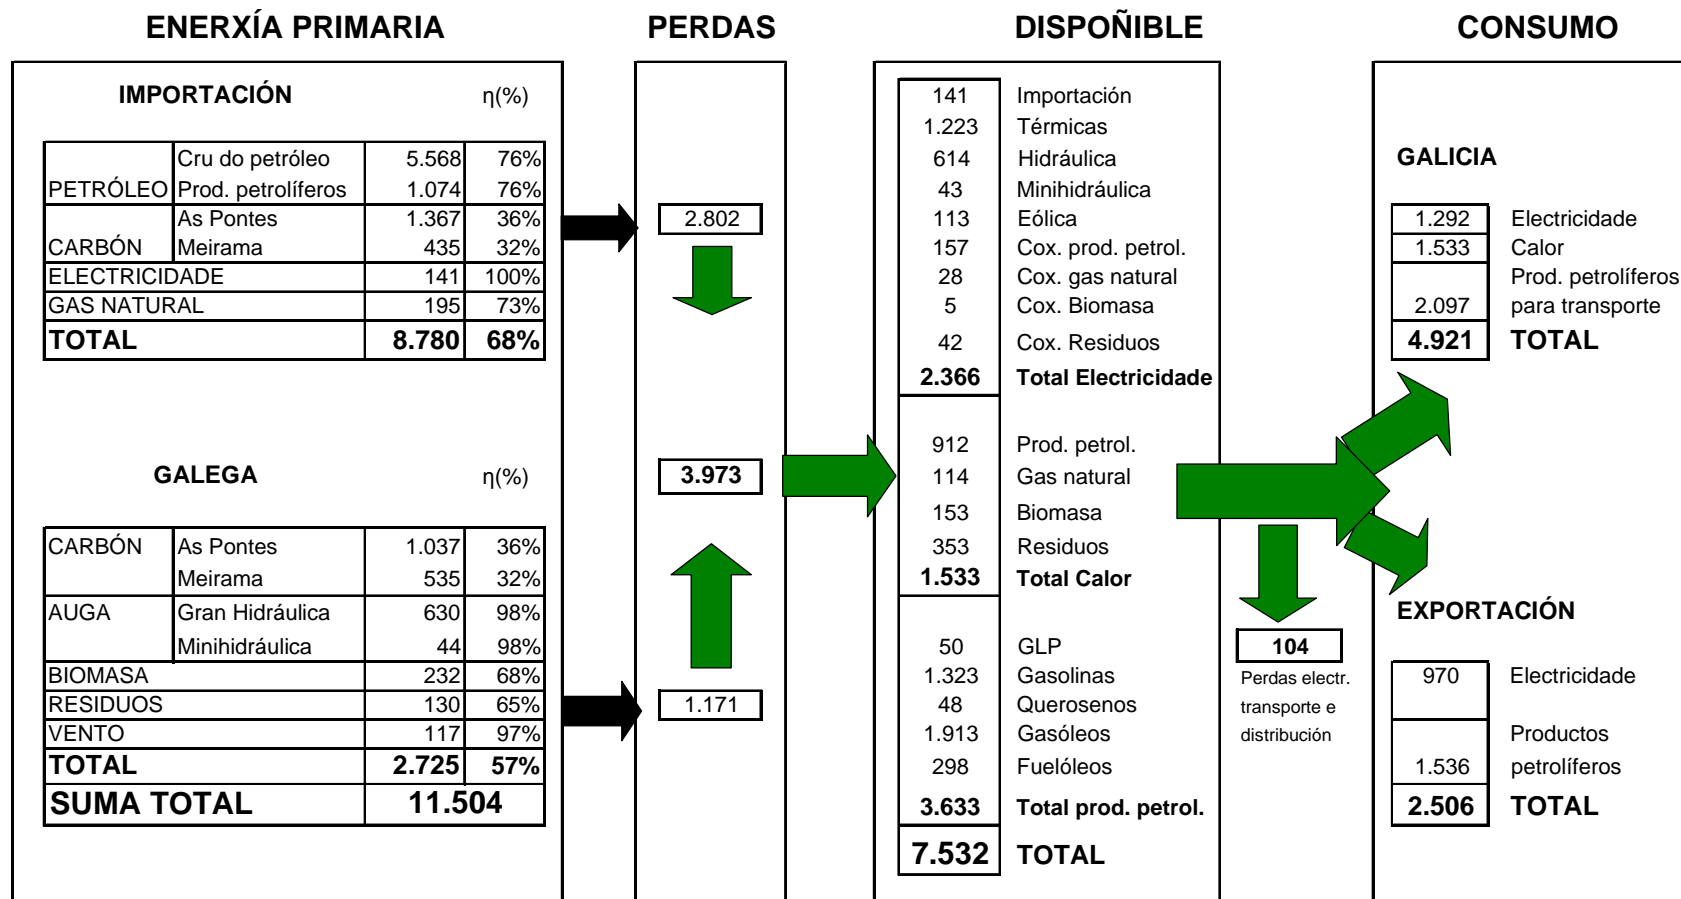 ENERXÍA PRIMARIA
IMPORTACIÓN η(%)
Cru do petróleo 5.568 76%
PETRÓLEO Prod. petrolíferos 1.074 76%
As Pontes 1.367 36%
CARBÓN Meirama 435 32%
ELECTRICIDADE 141 100%
GAS NATURAL 195 73%
TOTAL 8.780 68%
GALEGA η(%)
CARBÓN As Pontes 1.037 36%
Meirama 535 32%
AUGA Gran Hidráulica 630 98%
Minihidráulica 44 98%
BIOMASA 232 68%
RESIDUOS 130 65%
VENTO 117 97%
TOTAL 2.725 57%
SUMA TOTAL 11.504
PERDAS
2.802
3.973
1.171
DISPOÑIBLE
141 Importación
1.223 Térmicas
614 Hidráulica
43 Minihidráulica
113 Eólica
157 Cox. prod. petrol.
28 Cox. gas natural
5 Cox. Biomasa
42 Cox. Residuos
2.366 Total Electricidade
912 Prod. petrol.
114 Gas natural
153 Biomasa
353 Residuos
1.533 Total Calor
50 GLP
1.323 Gasolinas
48 Querosenos
1.913 Gasóleos
298 Fuelóleos
3.633 Total prod. petrol.
7.532 TOTAL
104
Perdas electr.
transporte e
distribución
CONSUMO
GALICIA
1.292 Electricidade
1.533 Calor
Prod. petrolíferos
2.097 para transporte
4.921 TOTAL
EXPORTACIÓN
970 Electricidade
Productos
1.536 petrolíferos
2.506 TOTAL